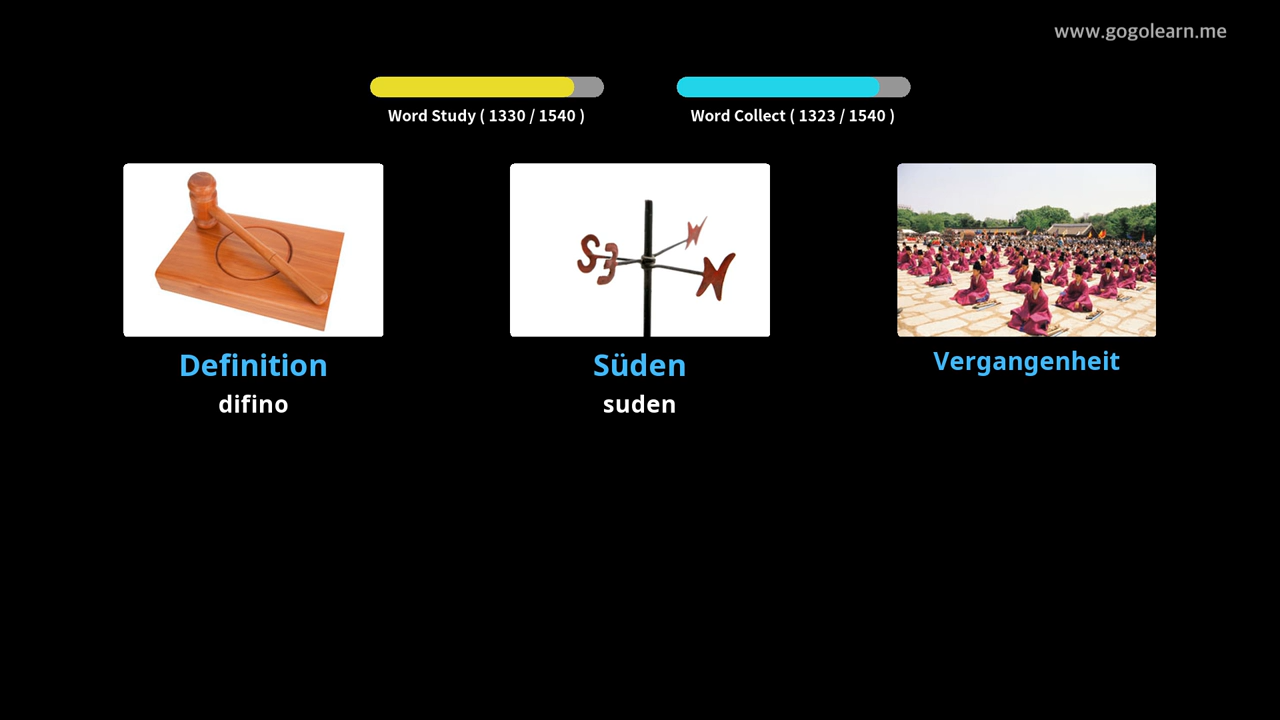 www.gogolearn.me
Word Study ( 1330 / 1540 )
Word Collect ( 1323 / 1540 )
S E N W
Definition
Süden
Vergangenheit
difino
suden